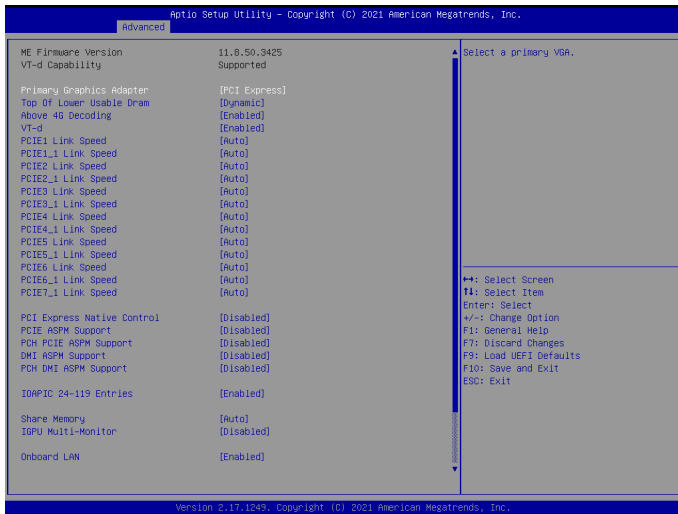 Aptio Setup Utility – Copyright (C) 2021 American Megatrends, Inc.
Advanced
ME Firmware Version 11.8.50.3425
VT-d Capability Supported
Primary Graphics Adapter [PCI Express]
Top Of Lower Usable Dram [Dynamic]
Above 4G Decoding [Enabled]
VT-d [Enabled]
PCIE1 Link Speed [Auto]
PCIE1_1 Link Speed [Auto]
PCIE2 Link Speed [Auto]
PCIE2_1 Link Speed [Auto]
PCIE3 Link Speed [Auto]
PCIE3_1 Link Speed [Auto]
PCIE4 Link Speed [Auto]
PCIE4_1 Link Speed [Auto]
PCIE5 Link Speed [Auto]
PCIE5_1 Link Speed [Auto]
PCIE6 Link Speed [Auto]
PCIE6_1 Link Speed [Auto]
PCIE7_1 Link Speed [Auto]
PCI Express Native Control [Disabled]
PCIE ASPM Support [Disabled]
PCH PCIE ASPM Support [Disabled]
DMI ASPM Support [Disabled]
PCH DMI ASPM Support [Disabled]
IOAPIC 24-119 Entries [Enabled]
Share Memory [Auto]
IGPU Multi-Monitor [Disabled]
Onboard LAN [Enabled]
Select a primary VGA.
↔: Select Screen
↑↓: Select Item
Enter: Select
+/-: Change Option
F1: General Help
F7: Discard Changes
F9: Load UEFI Defaults
F10: Save and Exit
ESC: Exit
Version 2.17.1249. Copyright (C) 2021 American Megatrends, Inc.